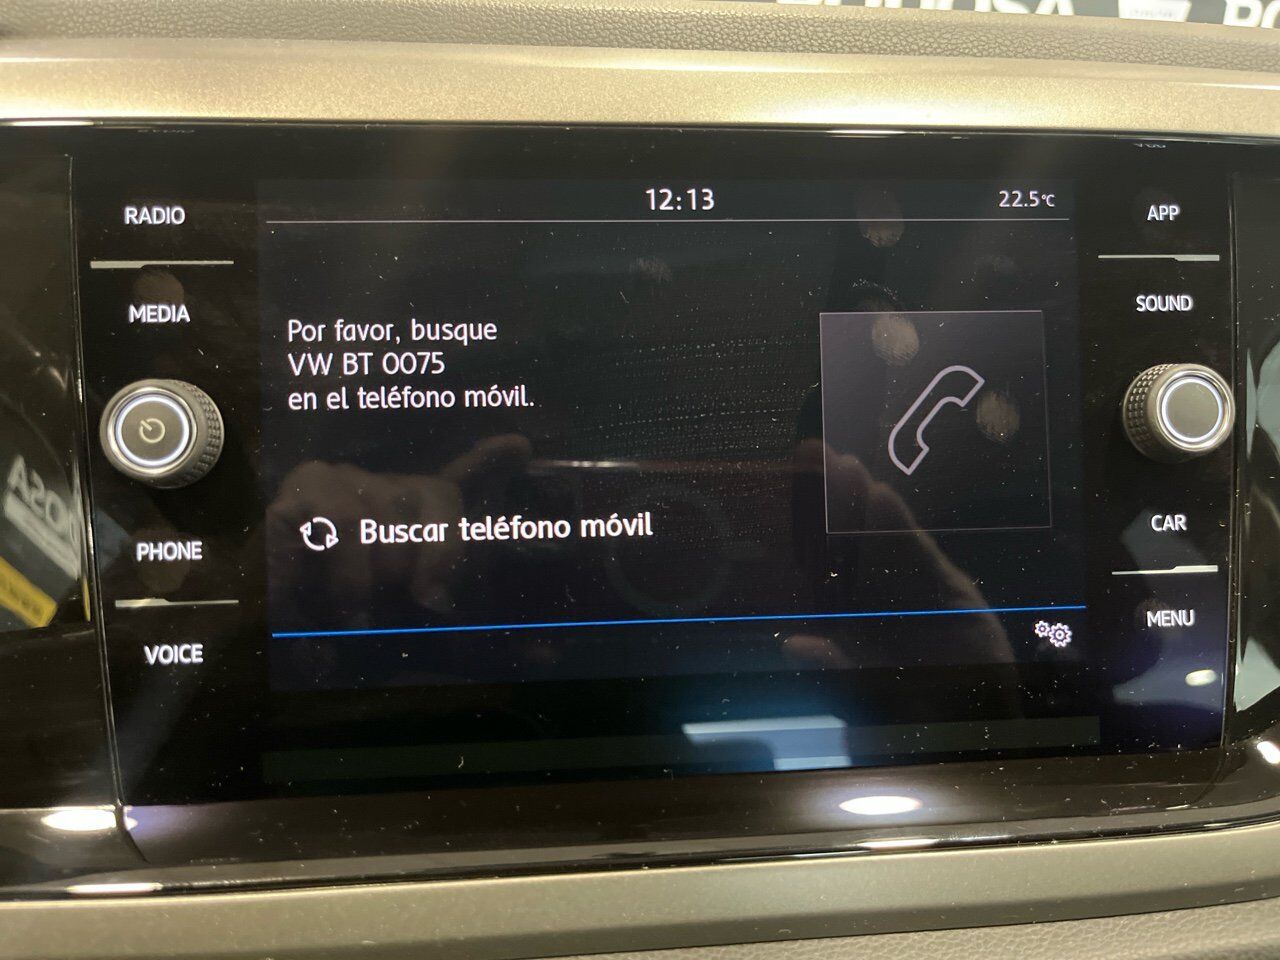 RADIO
MEDIA
PHONE
VOICE
12:13
22.5°C
Por favor, busque
VW BT 0075
en el teléfono móvil.
Buscar teléfono móvil
APP
SOUND
CAR
MENU